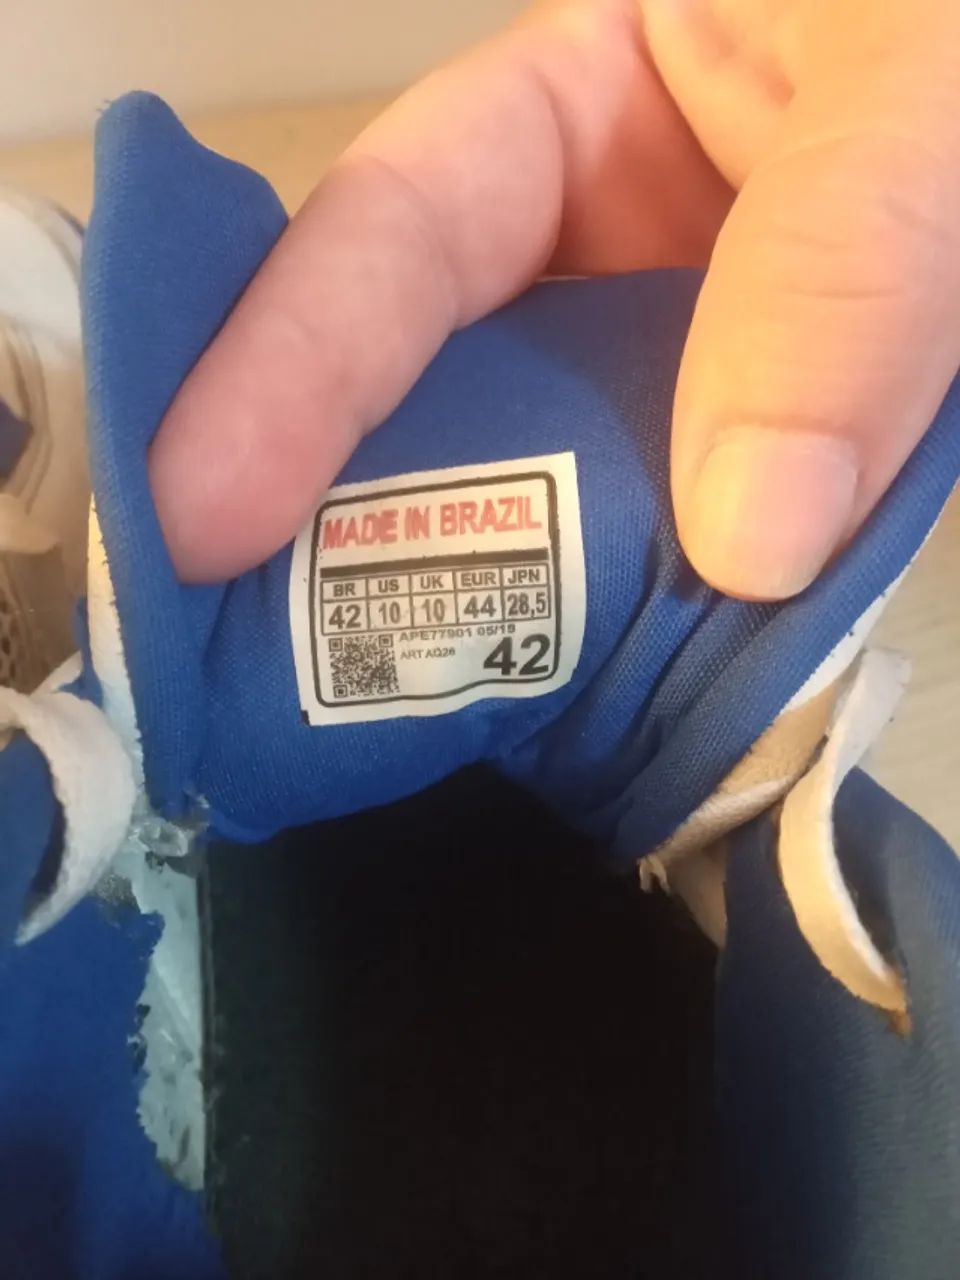 MADE IN BRAZIL
BR US UK EUR JPN
42 10 10 44 28,5
APE77901 05/19
ART AQ26 42